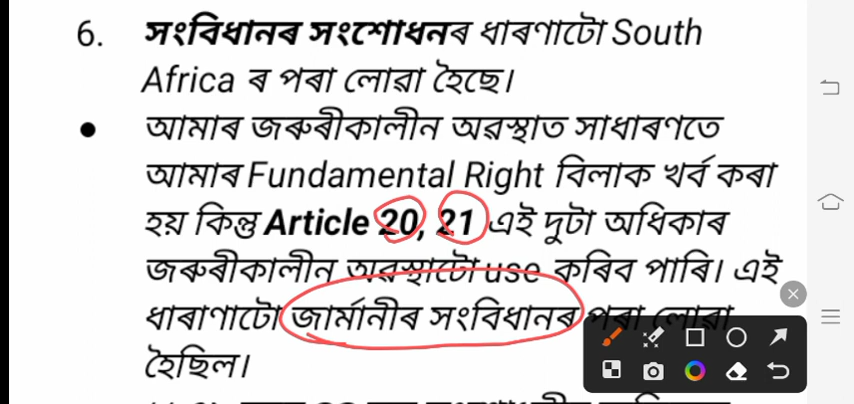 6. সংবিধানৰ সংশোধনৰ ধাৰণাটো South
Africa ৰ পৰা লোৱা হৈছে।
● আমাৰ জৰুৰীকালীন অৱস্থাত সাধাৰণতে
আমাৰ Fundamental Right বিলাক খৰ্ব কৰা
হয় কিন্তু Article 20, 21 এই দুটা অধিকাৰ
জৰুৰীকালীন অৱস্থাটো use কৰিব পাৰি। এই
ধাৰাণাটো জাৰ্মানীৰ সংবিধানৰ পৰা লোৱা
হৈছিল।